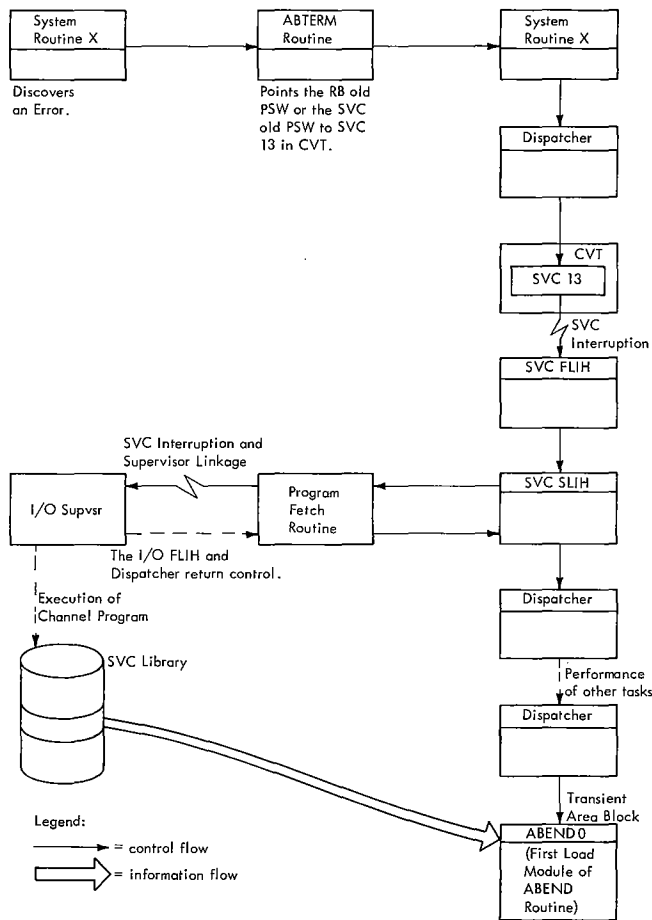 System
Routine X
Discovers
an Error.
ABTERM
Routine
Points the RB old
PSW or the SVC
old PSW to SVC
13 in CVT.
System
Routine X
Dispatcher
CVT
SVC 13
SVC
Interruption
SVC FLIH
SVC Interruption and
Supervisor Linkage
I/O Supvsr
Program
Fetch
Routine
SVC SLIH
The I/O FLIH and
Dispatcher return control.
Execution of
Channel Program
SVC Library
Dispatcher
Performance
of other tasks
Dispatcher
Transient
Area Block
ABEND 0
(First Load
Module of
ABEND
Routine)
Legend:
= control flow
= information flow